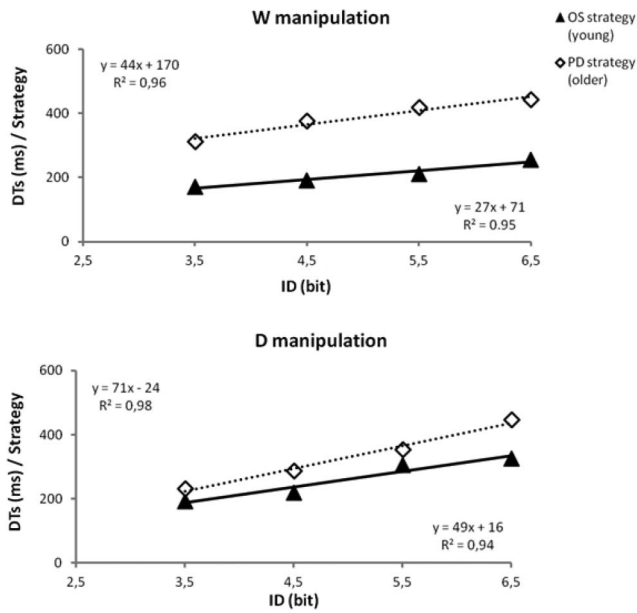 W manipulation
▲ OS strategy
(young)
◇ PD strategy
(older)
DTs (ms) / Strategy
600
400
200
0
y = 44x + 170
R² = 0,96
y = 27x + 71
R² = 0.95
2,5 3,5 4,5 5,5 6,5
ID (bit)
D manipulation
DTs (ms) / Strategy
600
400
200
0
y = 71x - 24
R² = 0,98
y = 49x + 16
R² = 0,94
2,5 3,5 4,5 5,5 6,5
ID (bit)